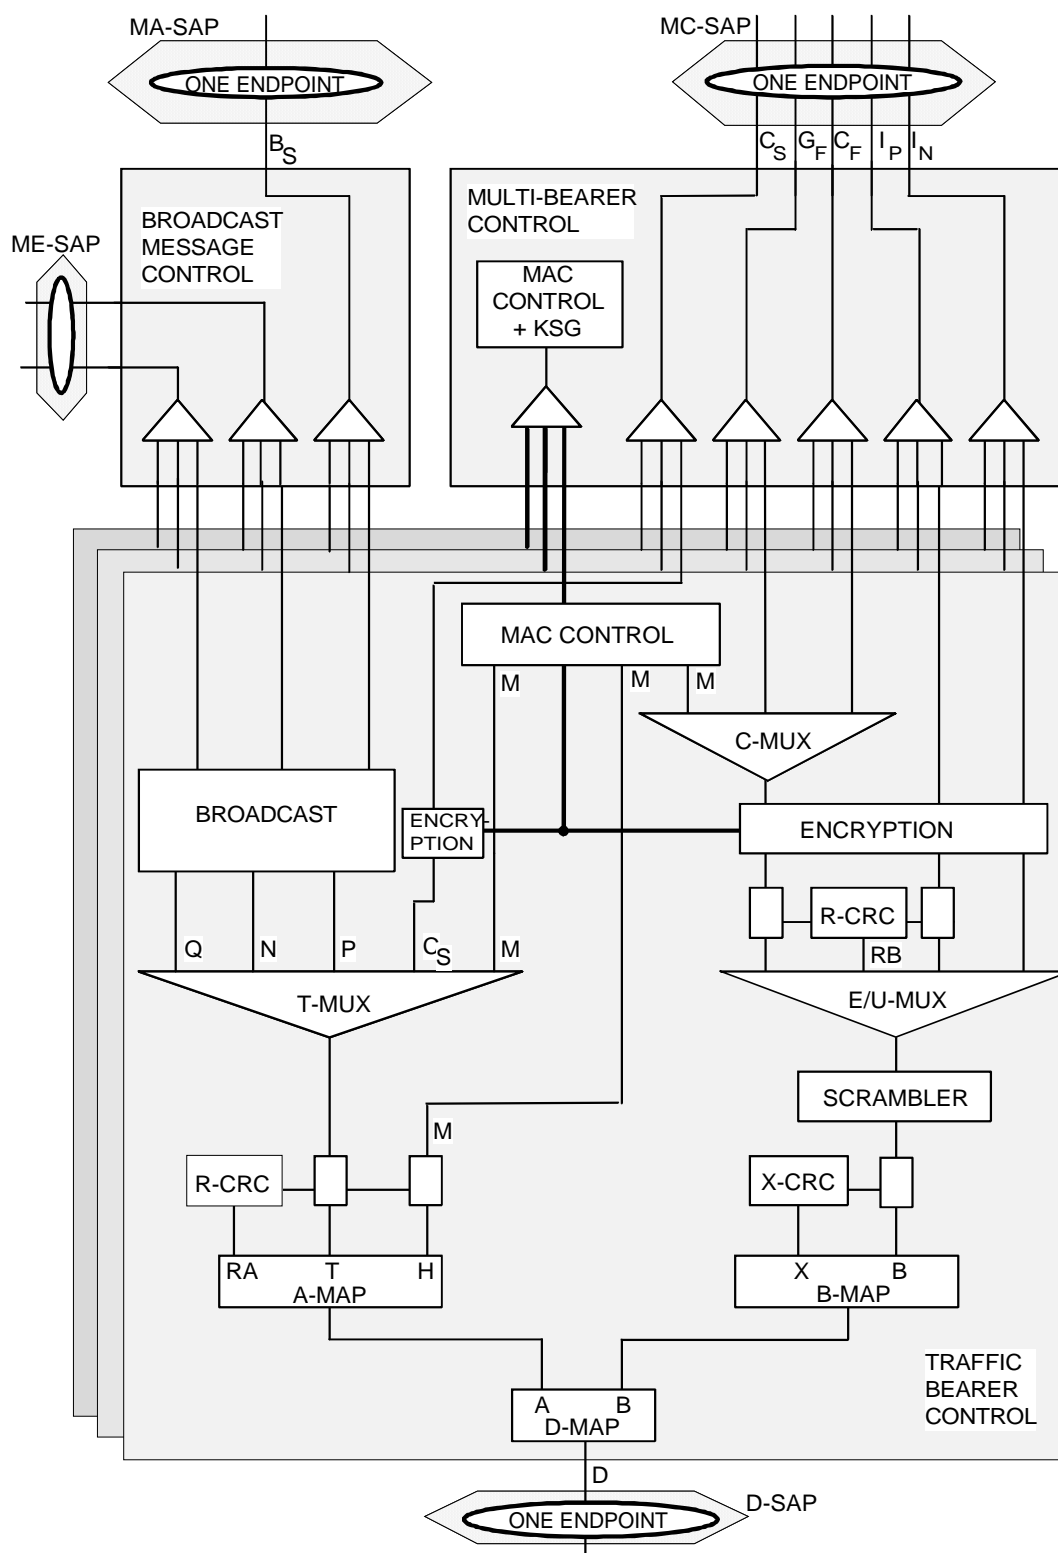 MA-SAP
MC-SAP
ONE ENDPOINT
ONE ENDPOINT
BS
CS GF CF IP IN
BROADCAST
MESSAGE
CONTROL
MULTI-BEARER
CONTROL
ME-SAP
MAC
CONTROL
+ KSG
MAC CONTROL
M
M
M
C-MUX
BROADCAST
ENCRY-
PTION
ENCRYPTION
R-CRC
RB
Q
N
P
CS
M
T-MUX
E/U-MUX
SCRAMBLER
M
R-CRC
X-CRC
RA
T
H
A-MAP
X
B
B-MAP
TRAFFIC
BEARER
CONTROL
A
B
D-MAP
D
D-SAP
ONE ENDPOINT